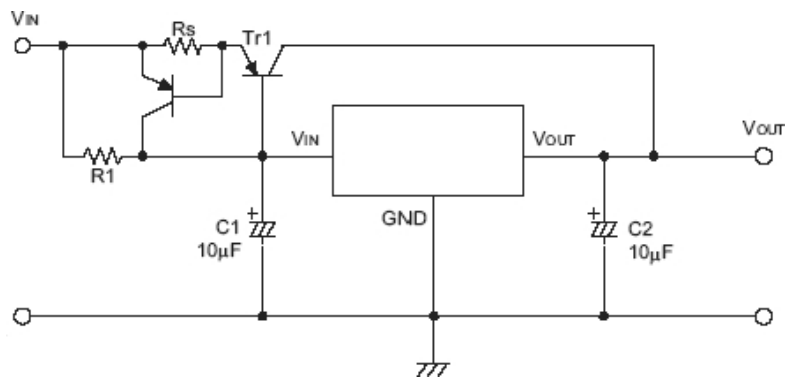 VIN
Rs
Tr1
VIN
VOUT
VOUT
R1
GND
C1
10µF
C2
10µF